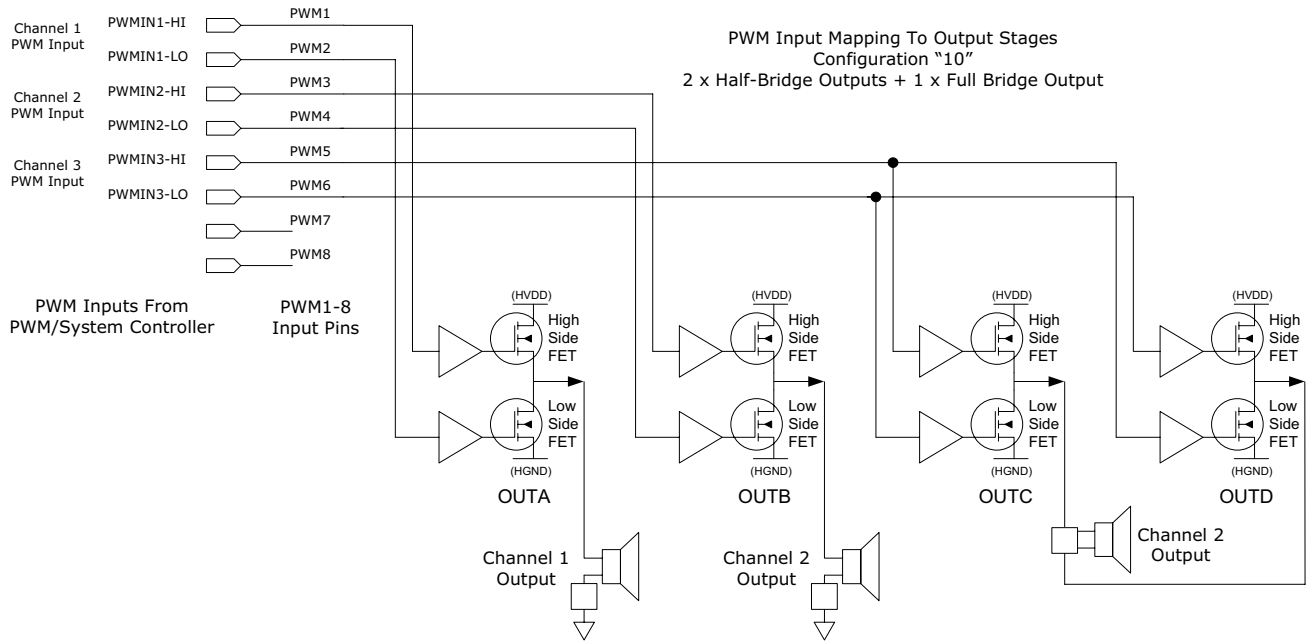 PWM Input Mapping To Output Stages
Configuration “10”
2 x Half-Bridge Outputs + 1 x Full Bridge Output
Channel 1
PWM Input
PWMIN1-HI
PWM1
PWMIN1-LO
PWM2
Channel 2
PWM Input
PWMIN2-HI
PWM3
PWMIN2-LO
PWM4
Channel 3
PWM Input
PWMIN3-HI
PWM5
PWMIN3-LO
PWM6
PWM7
PWM8
PWM Inputs From
PWM/System Controller
PWM1-8
Input Pins
(HVDD)
High
Side
FET
Low
Side
FET
(HGND)
OUTA
(HVDD)
High
Side
FET
Low
Side
FET
(HGND)
OUTB
(HVDD)
High
Side
FET
Low
Side
FET
(HGND)
OUTC
(HVDD)
High
Side
FET
Low
Side
FET
(HGND)
OUTD
Channel 1
Output
Channel 2
Output
Channel 2
Output